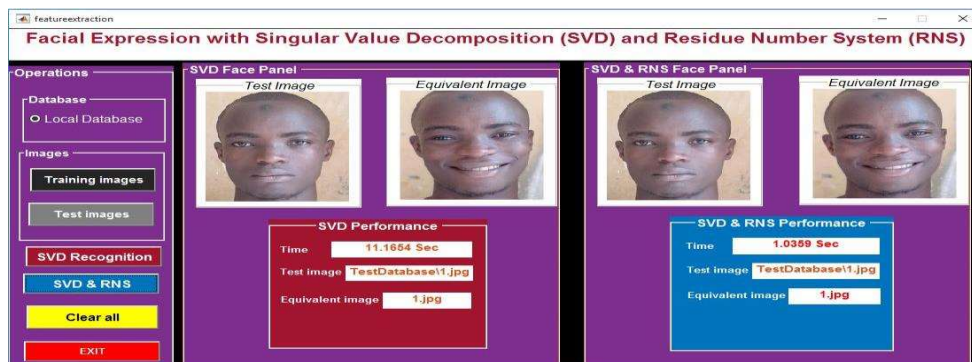 featureextraction
Facial Expression with Singular Value Decomposition (SVD) and Residue Number System (RNS)
Operations
Database
Local Database
Images
Training images
Test images
SVD Recognition
SVD & RNS
Clear all
EXIT
SVD Face Panel
Test Image
Equivalent Image
SVD Performance
Time 11.1654 Sec
Test image TestDatabase\1.jpg
Equivalent image 1.jpg
SVD & RNS Face Panel
Test Image
Equivalent Image
SVD & RNS Performance
Time 1.0359 Sec
Test image TestDatabase\1.jpg
Equivalent image 1.jpg